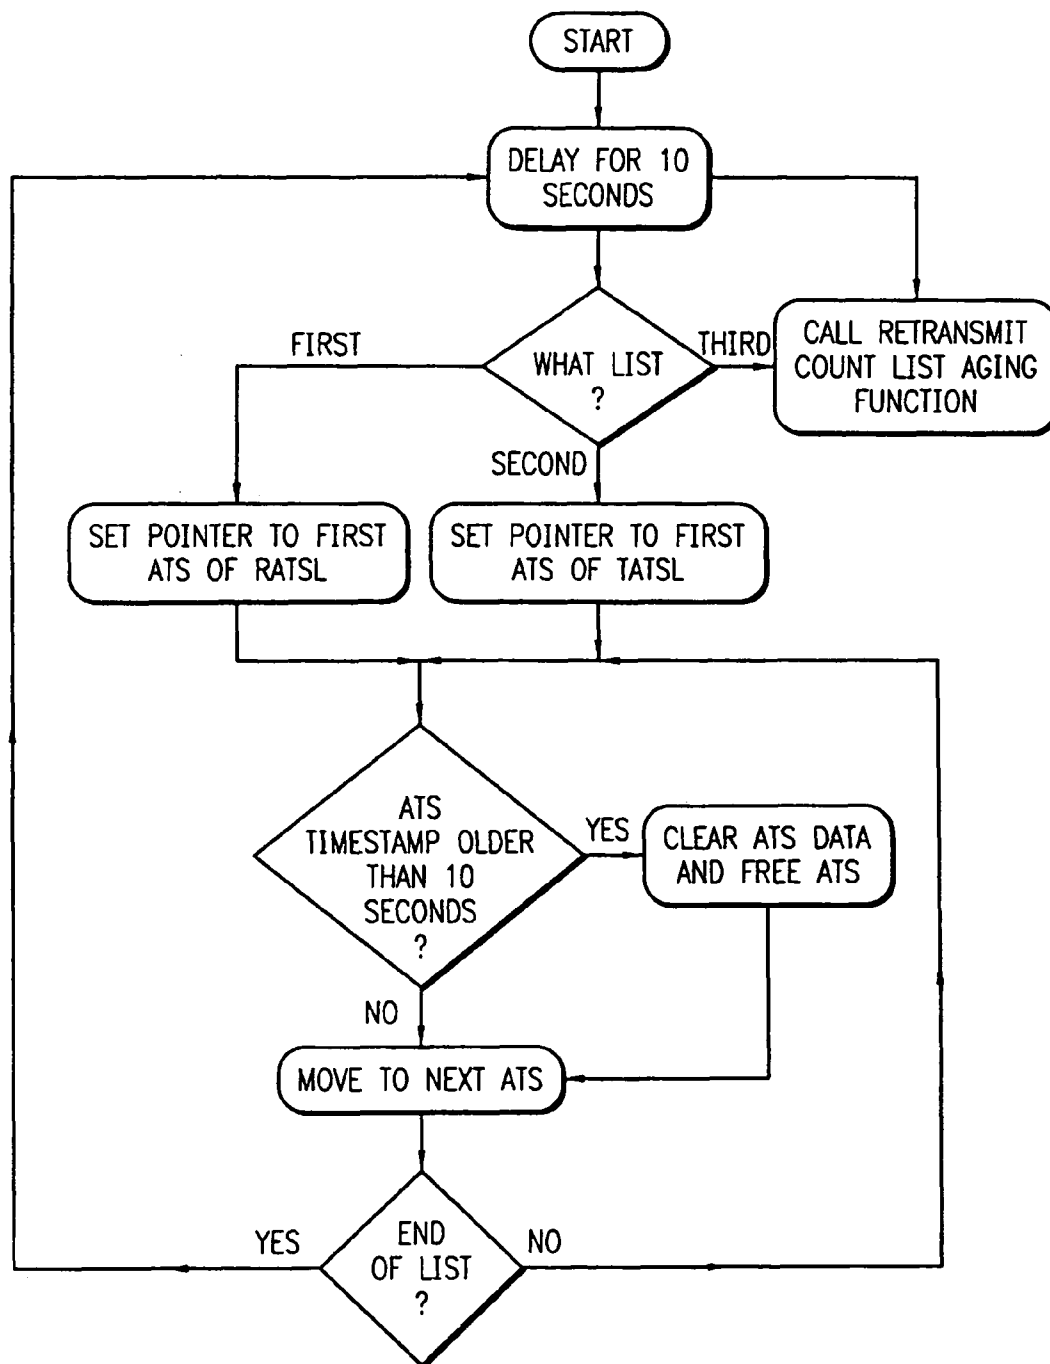 START
DELAY FOR 10
SECONDS
FIRST
WHAT LIST
?
THIRD
CALL RETRANSMIT
COUNT LIST AGING
FUNCTION
SECOND
SET POINTER TO FIRST
ATS OF RATSL
SET POINTER TO FIRST
ATS OF TATSL
ATS
TIMESTAMP OLDER
THAN 10
SECONDS
?
YES
CLEAR ATS DATA
AND FREE ATS
NO
MOVE TO NEXT ATS
YES
END
OF LIST
?
NO